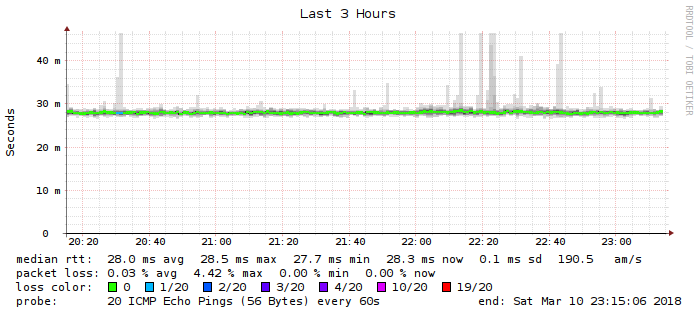 Last 3 Hours
RRDTOOL / TOBI OETIKER
Seconds
40 m
30 m
20 m
10 m
0
20:20 20:40 21:00 21:20 21:40 22:00 22:20 22:40 23:00
median rtt: 28.0 ms avg 28.5 ms max 27.7 ms min 28.3 ms now 0.1 ms sd 190.5 am/s
packet loss: 0.03 % avg 4.42 % max 0.00 % min 0.00 % now
loss color: 0 1/20 2/20 3/20 4/20 10/20 19/20
probe: 20 ICMP Echo Pings (56 Bytes) every 60s end: Sat Mar 10 23:15:06 2018